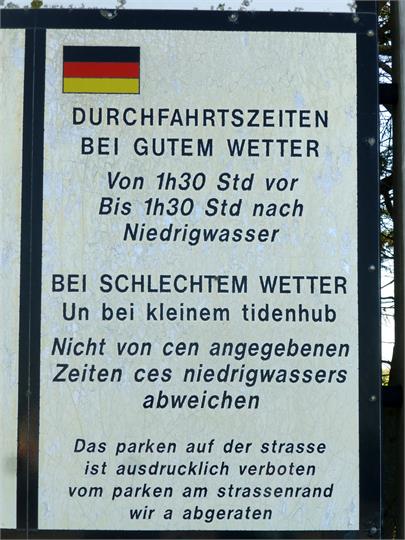 DURCHFAHRTSZEITEN
BEI GUTEM WETTER
Von 1h30 Std vor
Bis 1h30 Std nach
Niedrigwasser
BEI SCHLECHTEM WETTER
Un bei kleinem tidenhub
Nicht von cen angegebenen
Zeiten ces niedrigwassers
abweichen
Das parken auf der strasse
ist ausdrucklich verboten
vom parken am strassenrand
wir a abgeraten